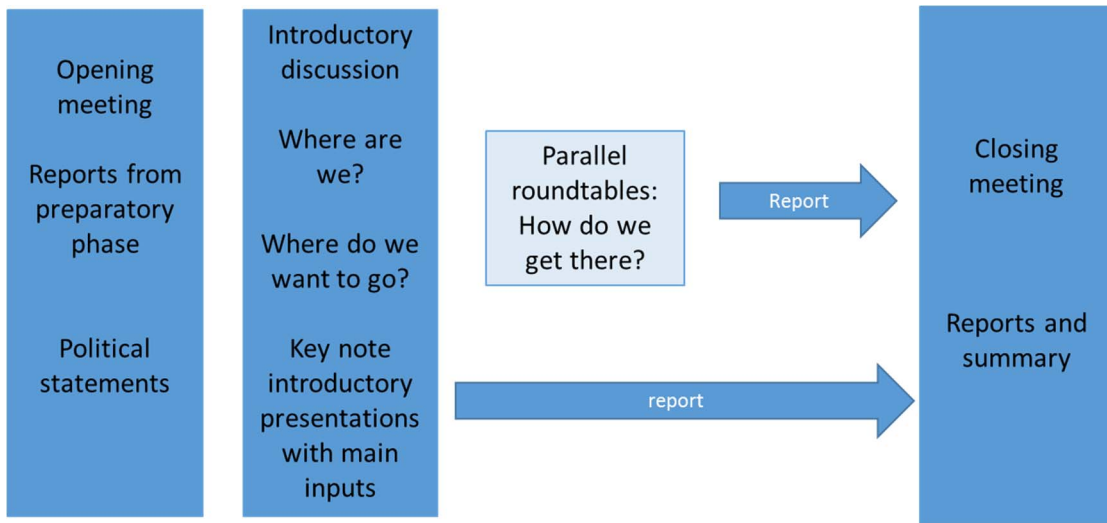 Opening
meeting
Reports from
preparatory
phase
Political
statements
Introductory
discussion
Where are
we?
Where do we
want to go?
Key note
introductory
presentations
with main
inputs
Parallel
roundtables:
How do we
get there?
Report
report
Closing
meeting
Reports and
summary